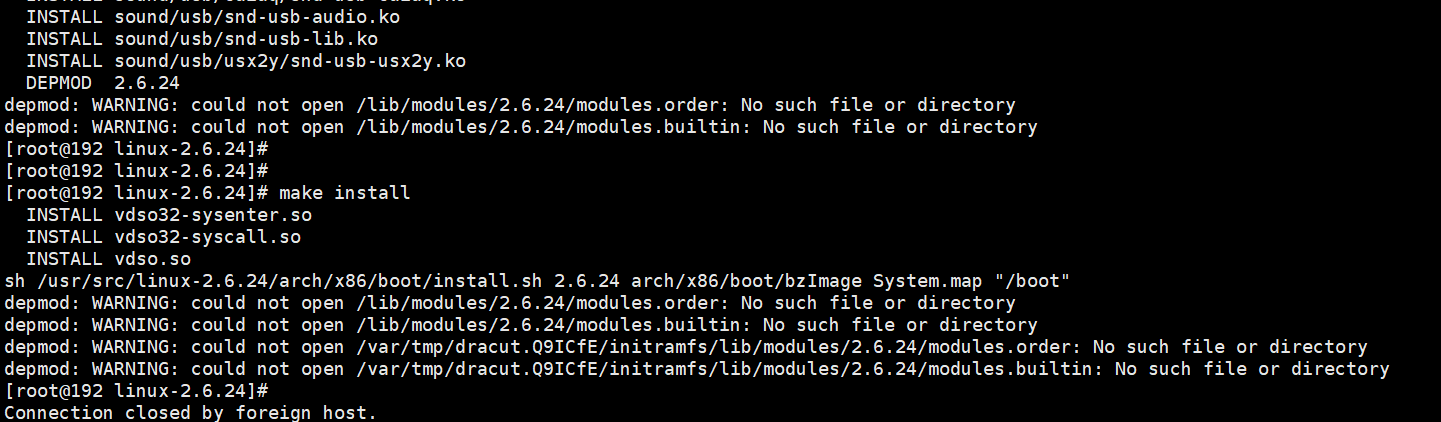 INSTALL sound/usb/snd-usb-audio.ko
INSTALL sound/usb/snd-usb-lib.ko
INSTALL sound/usb/usx2y/snd-usb-usx2y.ko
DEPMOD  2.6.24
depmod: WARNING: could not open /lib/modules/2.6.24/modules.order: No such file or directory
depmod: WARNING: could not open /lib/modules/2.6.24/modules.builtin: No such file or directory
[root@192 linux-2.6.24]#
[root@192 linux-2.6.24]#
[root@192 linux-2.6.24]# make install
INSTALL vdso32-sysenter.so
INSTALL vdso32-syscall.so
INSTALL vdso.so
sh /usr/src/linux-2.6.24/arch/x86/boot/install.sh 2.6.24 arch/x86/boot/bzImage System.map "/boot"
depmod: WARNING: could not open /lib/modules/2.6.24/modules.order: No such file or directory
depmod: WARNING: could not open /lib/modules/2.6.24/modules.builtin: No such file or directory
depmod: WARNING: could not open /var/tmp/dracut.Q9ICfE/initramfs/lib/modules/2.6.24/modules.order: No such file or directory
depmod: WARNING: could not open /var/tmp/dracut.Q9ICfE/initramfs/lib/modules/2.6.24/modules.builtin: No such file or directory
[root@192 linux-2.6.24]#
Connection closed by foreign host.